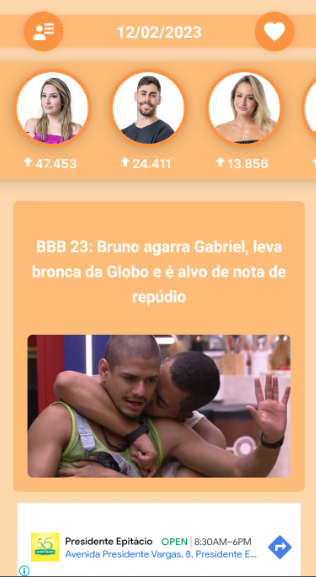 12/02/2023
47.453
24.411
13.856
BBB 23: Bruno agarra Gabriel, leva
bronca da Globo e é alvo de nota de
repúdio
Presidente Epitácio OPEN | 8:30AM–6PM
Avenida Presidente Vargas, 8, Presidente E...